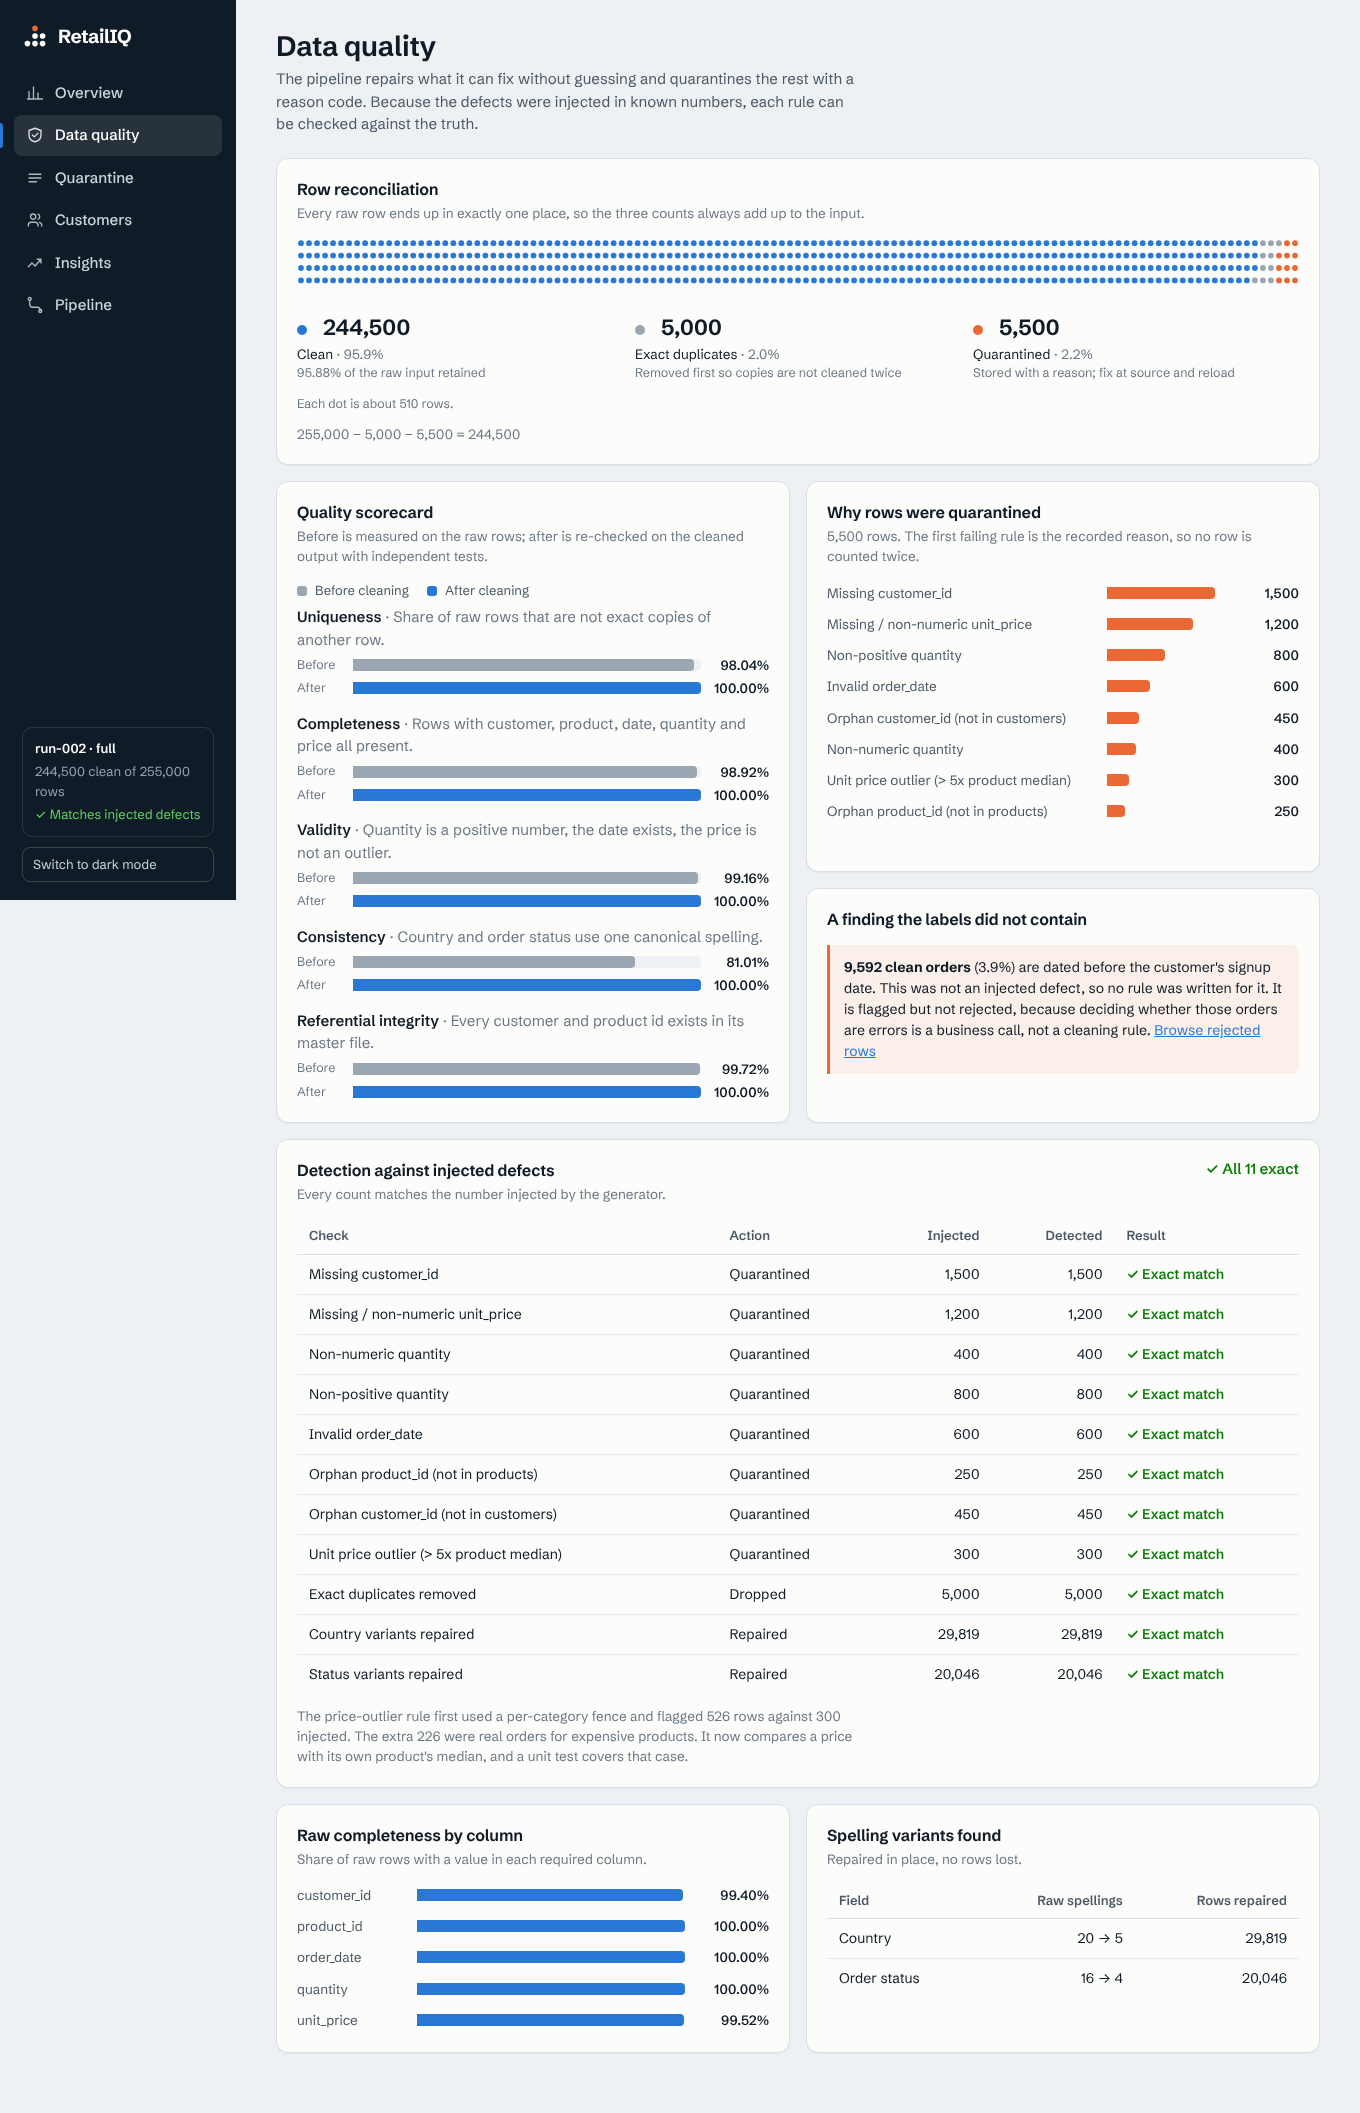 RetailIQ
Overview
Data quality
Quarantine
Customers
Insights
Pipeline
run-002 · full
244,500 clean of 255,000
rows
✓ Matches injected defects
Switch to dark mode
Data quality
The pipeline repairs what it can fix without guessing and quarantines the rest with a
reason code. Because the defects were injected in known numbers, each rule can
be checked against the truth.
Row reconciliation
Every raw row ends up in exactly one place, so the three counts always add up to the input.
244,500
Clean · 95.9%
95.88% of the raw input retained
5,000
Exact duplicates · 2.0%
Removed first so copies are not cleaned twice
5,500
Quarantined · 2.2%
Stored with a reason; fix at source and reload
Each dot is about 510 rows.
255,000 − 5,000 − 5,500 = 244,500
Quality scorecard
Before is measured on the raw rows; after is re-checked on the cleaned
output with independent tests.
Before cleaning After cleaning
Uniqueness · Share of raw rows that are not exact copies of
another row.
Before 98.04%
After 100.00%
Completeness · Rows with customer, product, date, quantity and
price all present.
Before 98.92%
After 100.00%
Validity · Quantity is a positive number, the date exists, the price is
not an outlier.
Before 99.16%
After 100.00%
Consistency · Country and order status use one canonical spelling.
Before 81.01%
After 100.00%
Referential integrity · Every customer and product id exists in its
master file.
Before 99.72%
After 100.00%
Why rows were quarantined
5,500 rows. The first failing rule is the recorded reason, so no row is
counted twice.
Missing customer_id 1,500
Missing / non-numeric unit_price 1,200
Non-positive quantity 800
Invalid order_date 600
Orphan customer_id (not in customers) 450
Non-numeric quantity 400
Unit price outlier (> 5x product median) 300
Orphan product_id (not in products) 250
A finding the labels did not contain
9,592 clean orders (3.9%) are dated before the customer's signup
date. This was not an injected defect, so no rule was written for it. It
is flagged but not rejected, because deciding whether those orders
are errors is a business call, not a cleaning rule. Browse rejected
rows
Detection against injected defects
✓ All 11 exact
Every count matches the number injected by the generator.
Check Action Injected Detected Result
Missing customer_id Quarantined 1,500 1,500 ✓ Exact match
Missing / non-numeric unit_price Quarantined 1,200 1,200 ✓ Exact match
Non-numeric quantity Quarantined 400 400 ✓ Exact match
Non-positive quantity Quarantined 800 800 ✓ Exact match
Invalid order_date Quarantined 600 600 ✓ Exact match
Orphan product_id (not in products) Quarantined 250 250 ✓ Exact match
Orphan customer_id (not in customers) Quarantined 450 450 ✓ Exact match
Unit price outlier (> 5x product median) Quarantined 300 300 ✓ Exact match
Exact duplicates removed Dropped 5,000 5,000 ✓ Exact match
Country variants repaired Repaired 29,819 29,819 ✓ Exact match
Status variants repaired Repaired 20,046 20,046 ✓ Exact match
The price-outlier rule first used a per-category fence and flagged 526 rows against 300
injected. The extra 226 were real orders for expensive products. It now compares a price
with its own product's median, and a unit test covers that case.
Raw completeness by column
Share of raw rows with a value in each required column.
customer_id 99.40%
product_id 100.00%
order_date 100.00%
quantity 100.00%
unit_price 99.52%
Spelling variants found
Repaired in place, no rows lost.
Field Raw spellings Rows repaired
Country 20 → 5 29,819
Order status 16 → 4 20,046